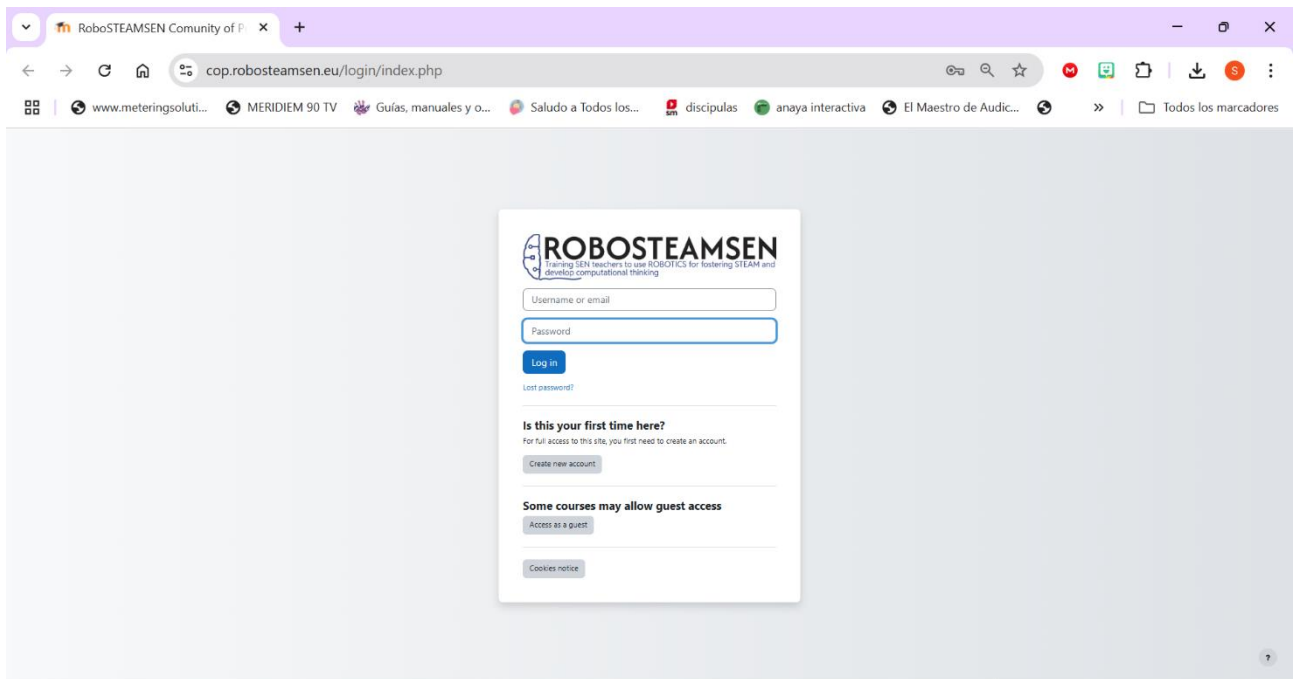 RoboSTEAMSEN Comunity of P
cop.robosteamsen.eu/login/index.php
www.meteringsoluti... MERIDIEM 90 TV Guías, manuales y o... Saludo a Todos los... discipulas anaya interactiva El Maestro de Audic... » Todos los marcadores
ROBOSTEAMSEN
Training SEN teachers to use ROBOTICS for fostering STEAM and
develop computational thinking
Username or email
Password
Log in
Lost password?
Is this your first time here?
For full access to this site, you first need to create an account.
Create new account
Some courses may allow guest access
Access as a guest
Cookies notice
?